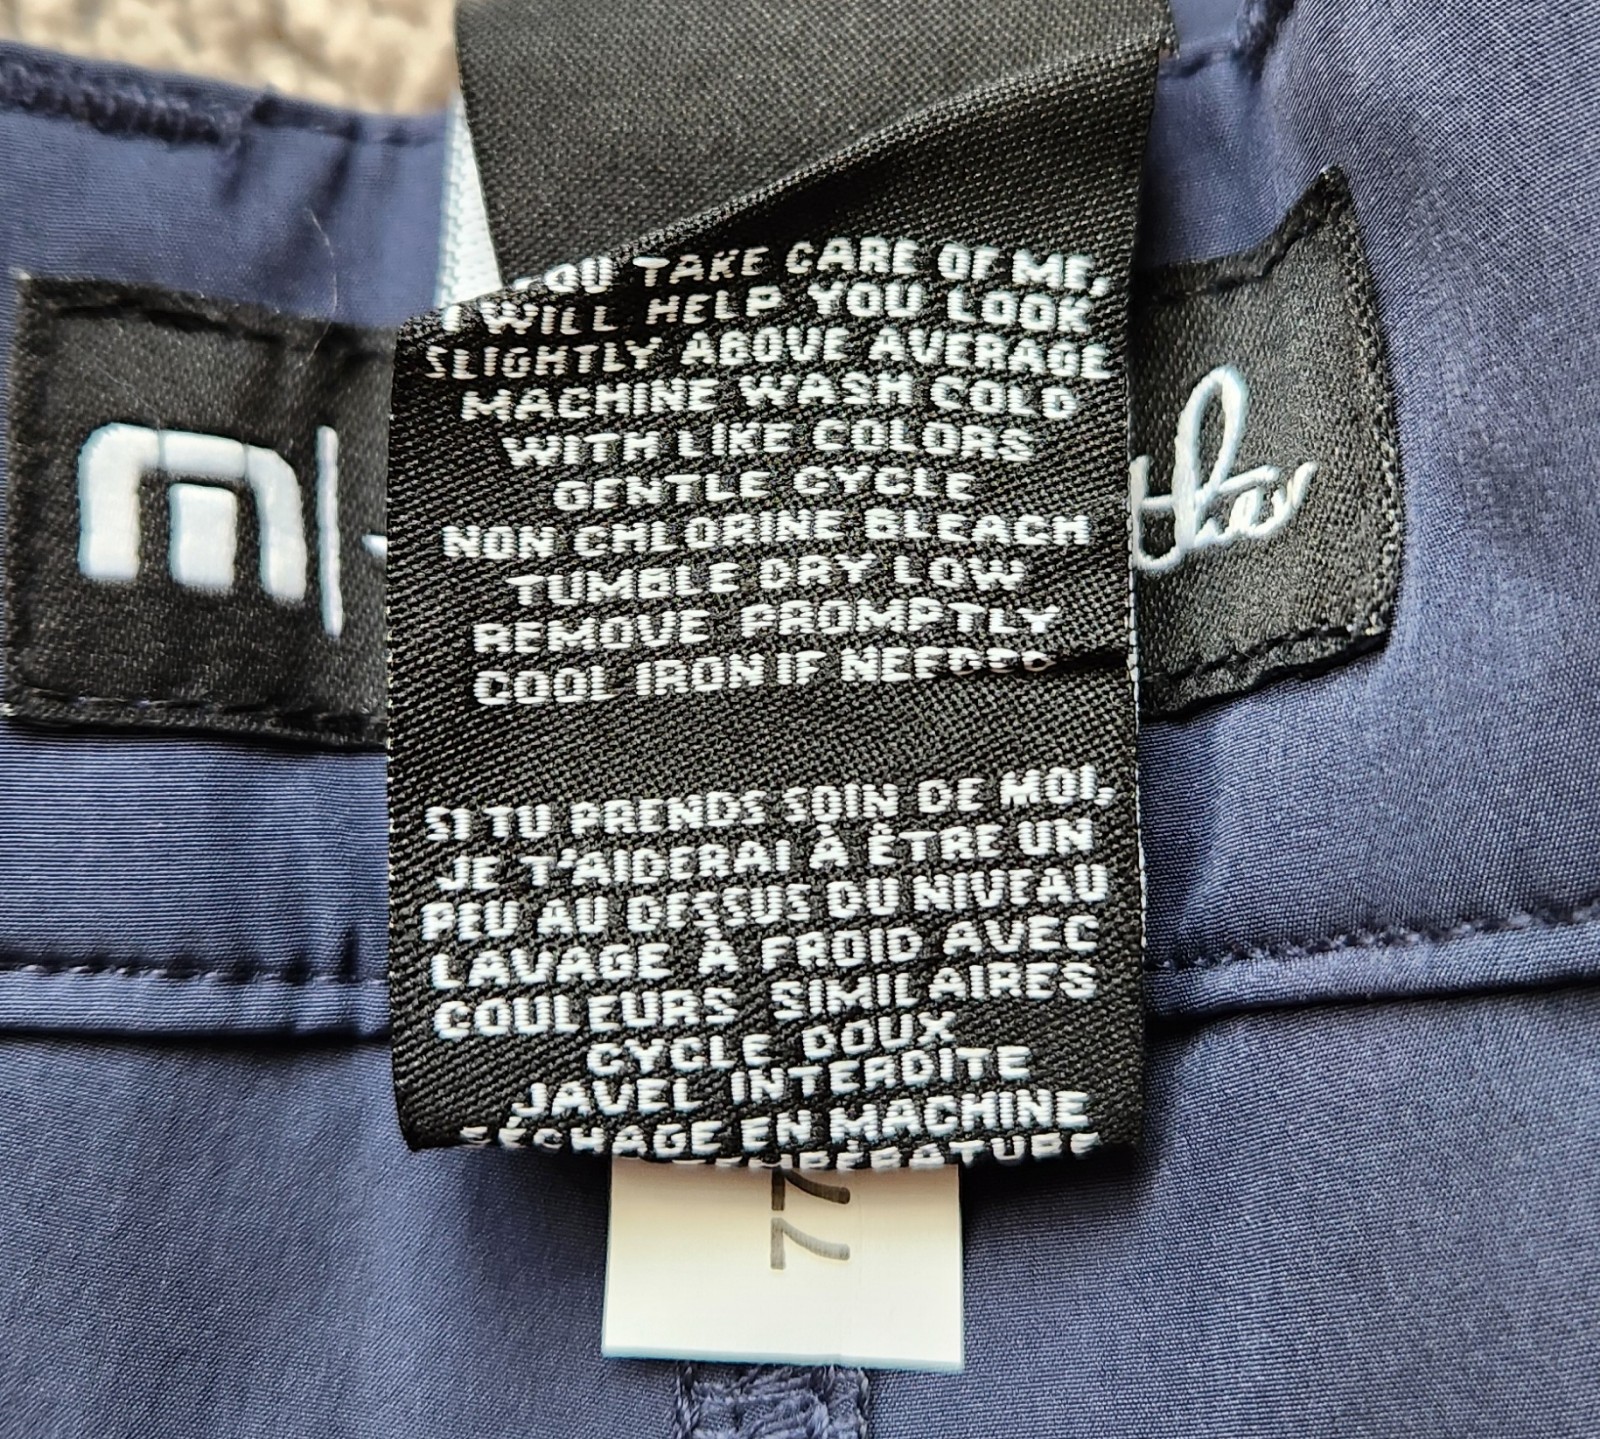 TAKE CARE OF ME,
I WILL HELP YOU LOOK
SLIGHTLY ABOVE AVERAGE
MACHINE WASH COLD
WITH LIKE COLORS
GENTLE CYCLE
NON CHLORINE BLEACH
TUMBLE DRY LOW
REMOVE PROMPTLY
COOL IRON IF NEEDED
SI TU PRENDS SOIN DE MOI,
JE T'AIDERAI À ÊTRE UN
PEU AU DESSUS DU NIVEAU
LAVAGE À FROID AVEC
COULEURS SIMILAIRES
CYCLE DOUX
JAVEL INTERDITE
SÉCHAGE EN MACHINE
TEMPÉRATURE
77